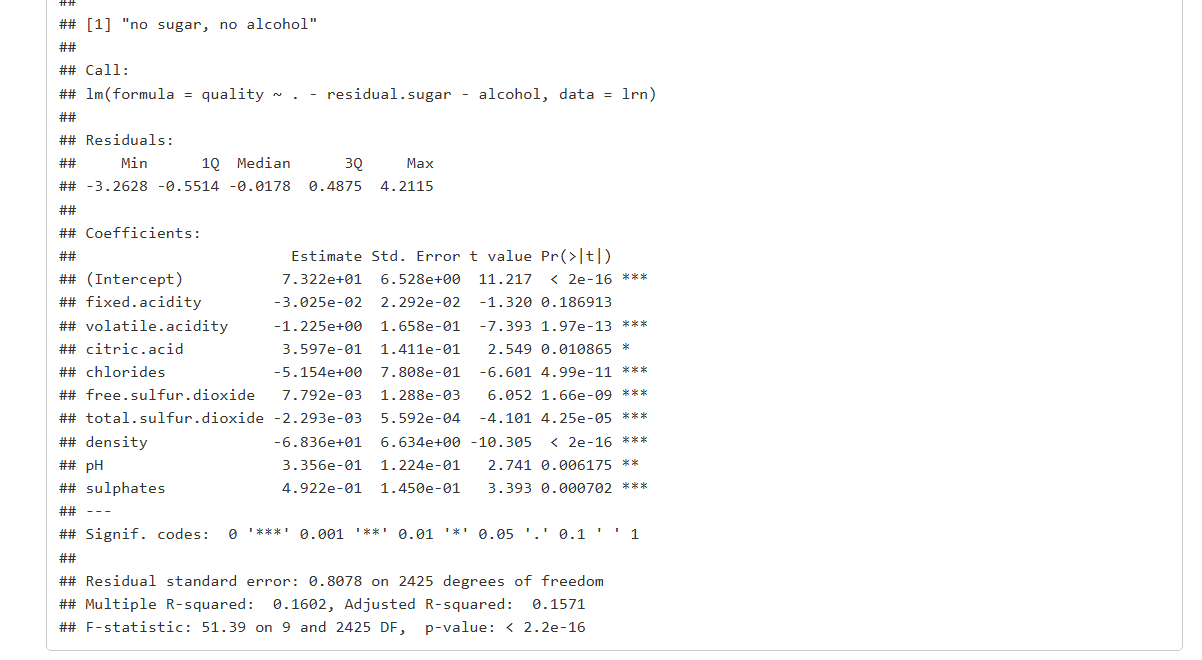 ##
## [1] "no sugar, no alcohol"
##
## Call:
## lm(formula = quality ~ . - residual.sugar - alcohol, data = lrn)
##
## Residuals:
##     Min      1Q  Median      3Q     Max
## -3.2628 -0.5514 -0.0178  0.4875  4.2115
##
## Coefficients:
##                        Estimate Std. Error t value Pr(>|t|)
## (Intercept)           7.322e+01  6.528e+00  11.217  < 2e-16 ***
## fixed.acidity        -3.025e-02  2.292e-02  -1.320 0.186913
## volatile.acidity     -1.225e+00  1.658e-01  -7.393 1.97e-13 ***
## citric.acid           3.597e-01  1.411e-01   2.549 0.010865 *
## chlorides            -5.154e+00  7.808e-01  -6.601 4.99e-11 ***
## free.sulfur.dioxide   7.792e-03  1.288e-03   6.052 1.66e-09 ***
## total.sulfur.dioxide -2.293e-03  5.592e-04  -4.101 4.25e-05 ***
## density              -6.836e+01  6.634e+00 -10.305  < 2e-16 ***
## pH                    3.356e-01  1.224e-01   2.741 0.006175 **
## sulphates             4.922e-01  1.450e-01   3.393 0.000702 ***
## ---
## Signif. codes:  0 '***' 0.001 '**' 0.01 '*' 0.05 '.' 0.1 ' ' 1
##
## Residual standard error: 0.8078 on 2425 degrees of freedom
## Multiple R-squared:  0.1602, Adjusted R-squared:  0.1571
## F-statistic: 51.39 on 9 and 2425 DF,  p-value: < 2.2e-16